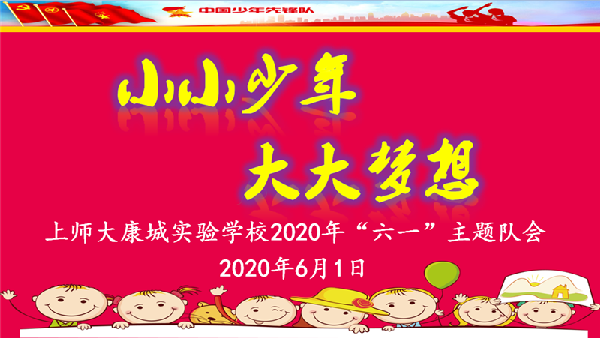 中国少年先锋队
小小少年
大大梦想
上师大康城实验学校2020年“六一”主题队会
2020年6月1日